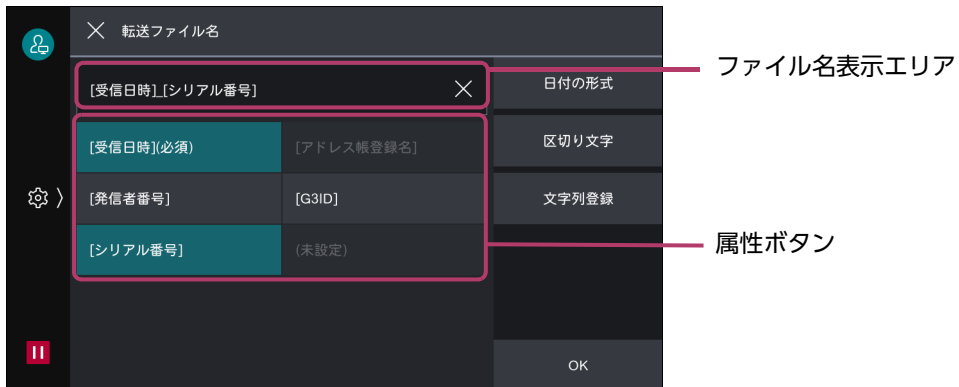 転送ファイル名
ファイル名表示エリア
[受信日時]_[シリアル番号]
日付の形式
[受信日時](必須)
[アドレス帳登録名]
区切り文字
[発信者番号]
[G3ID]
文字列登録
[シリアル番号]
(未設定)
属性ボタン
OK